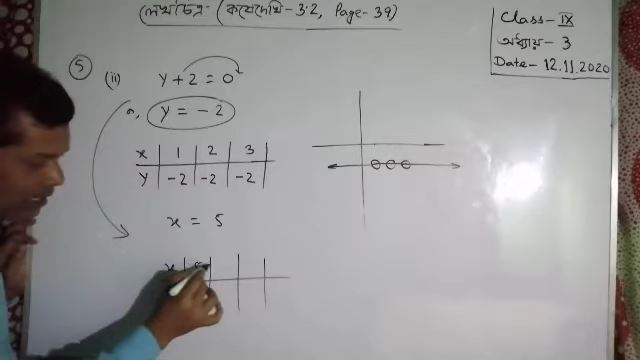 লেখচিত্র (কষেদেখি-3·2, Page-39)
Class-IX
অধ্যায়-3
Date-12.11.2020
5 (ii) y+2=0
বা, y=-2
x | 1 | 2 | 3
y | -2 | -2 | -2
x = 5
x | 5